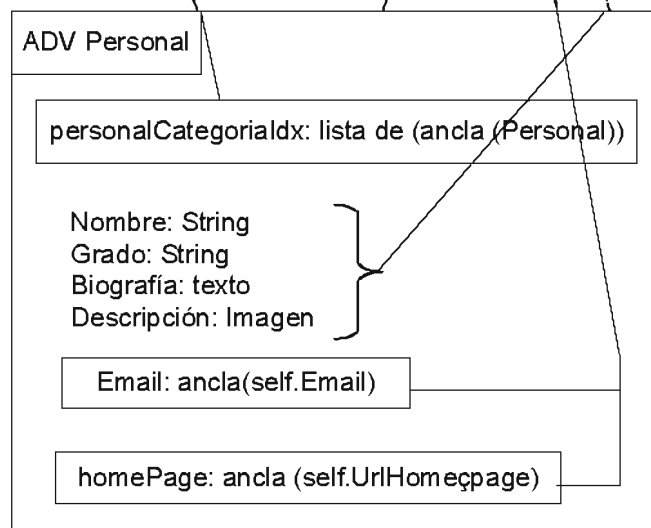 ADV Personal
personalCategoriaIdx: lista de (ancla (Personal))
Nombre: String
Grado: String
Biografía: texto
Descripción: Imagen
Email: ancla(self.Email)
homePage: ancla (self.UrlHomeçpage)